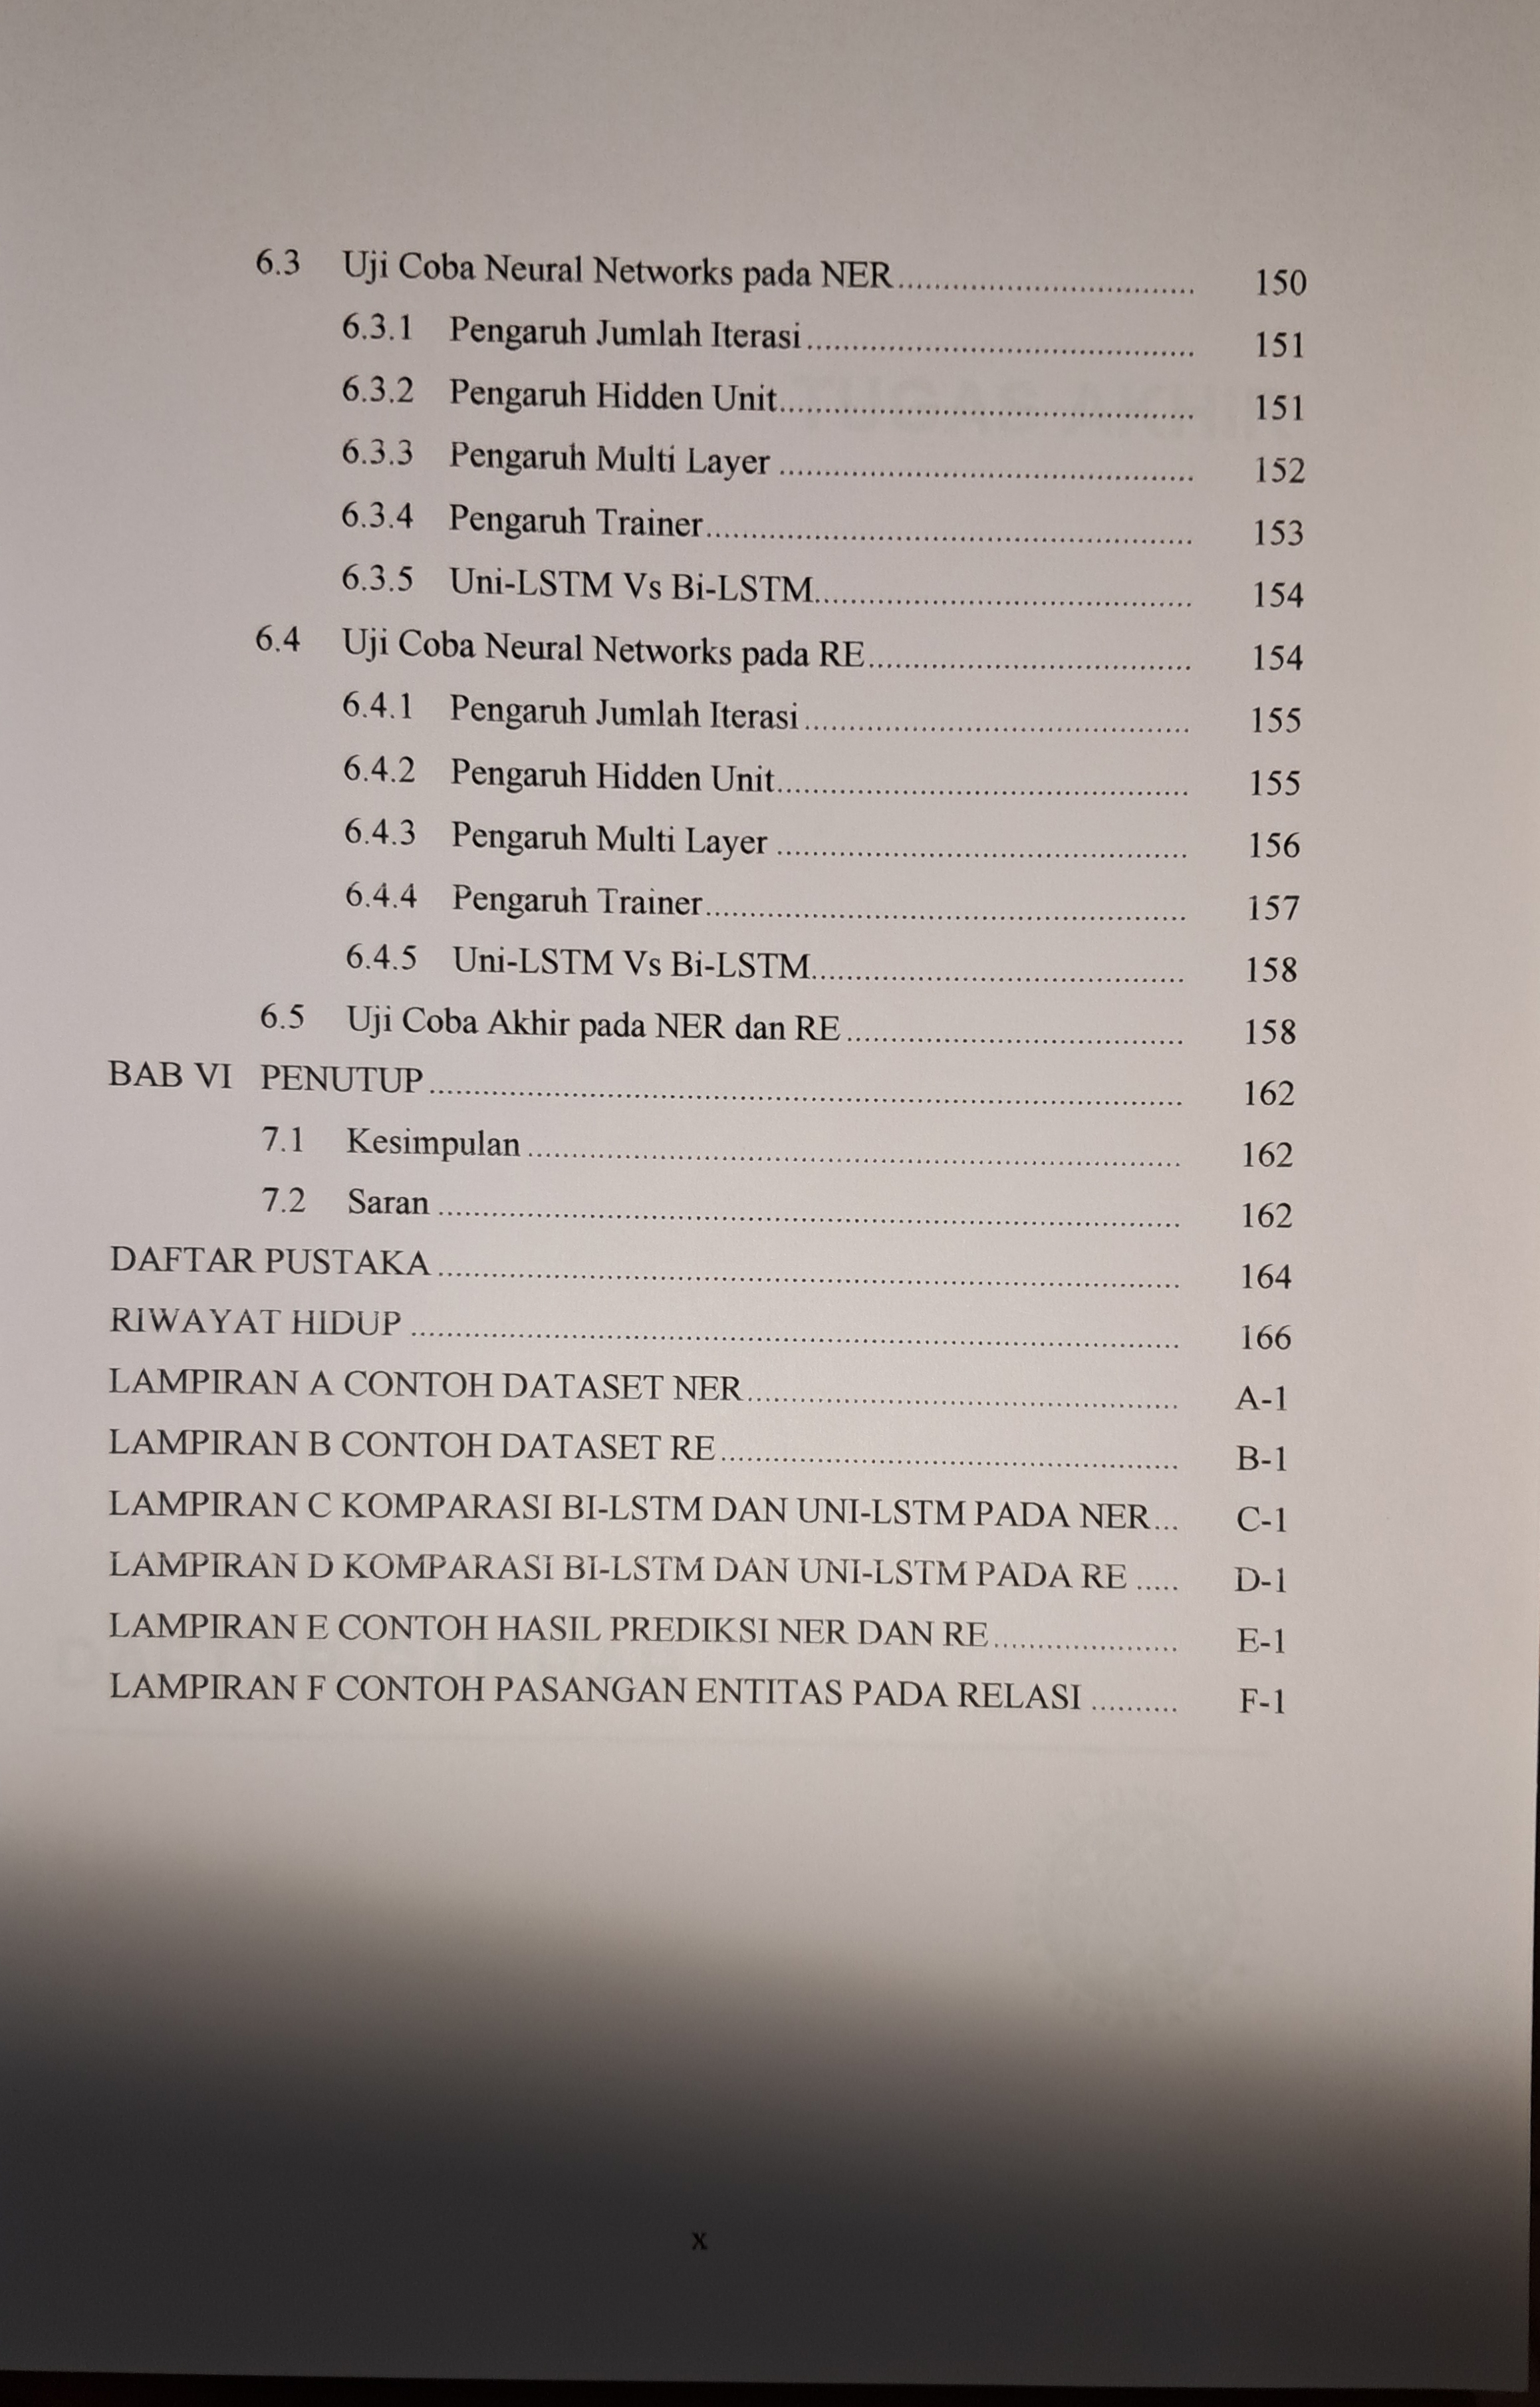 6.3 Uji Coba Neural Networks pada NER................................. 150
6.3.1 Pengaruh Jumlah Iterasi........................................... 151
6.3.2 Pengaruh Hidden Unit.............................................. 151
6.3.3 Pengaruh Multi Layer .............................................. 152
6.3.4 Pengaruh Trainer...................................................... 153
6.3.5 Uni-LSTM Vs Bi-LSTM.......................................... 154
6.4 Uji Coba Neural Networks pada RE.................................... 154
6.4.1 Pengaruh Jumlah Iterasi........................................... 155
6.4.2 Pengaruh Hidden Unit.............................................. 155
6.4.3 Pengaruh Multi Layer .............................................. 156
6.4.4 Pengaruh Trainer...................................................... 157
6.4.5 Uni-LSTM Vs Bi-LSTM.......................................... 158
6.5 Uji Coba Akhir pada NER dan RE ..................................... 158
BAB VI PENUTUP .................................................................................... 162
7.1 Kesimpulan ......................................................................... 162
7.2 Saran ................................................................................... 162
DAFTAR PUSTAKA ................................................................................... 164
RIWAYAT HIDUP ...................................................................................... 166
LAMPIRAN A CONTOH DATASET NER................................................ A-1
LAMPIRAN B CONTOH DATASET RE................................................... B-1
LAMPIRAN C KOMPARASI BI-LSTM DAN UNI-LSTM PADA NER... C-1
LAMPIRAN D KOMPARASI BI-LSTM DAN UNI-LSTM PADA RE ..... D-1
LAMPIRAN E CONTOH HASIL PREDIKSI NER DAN RE..................... E-1
LAMPIRAN F CONTOH PASANGAN ENTITAS PADA RELASI .......... F-1
x